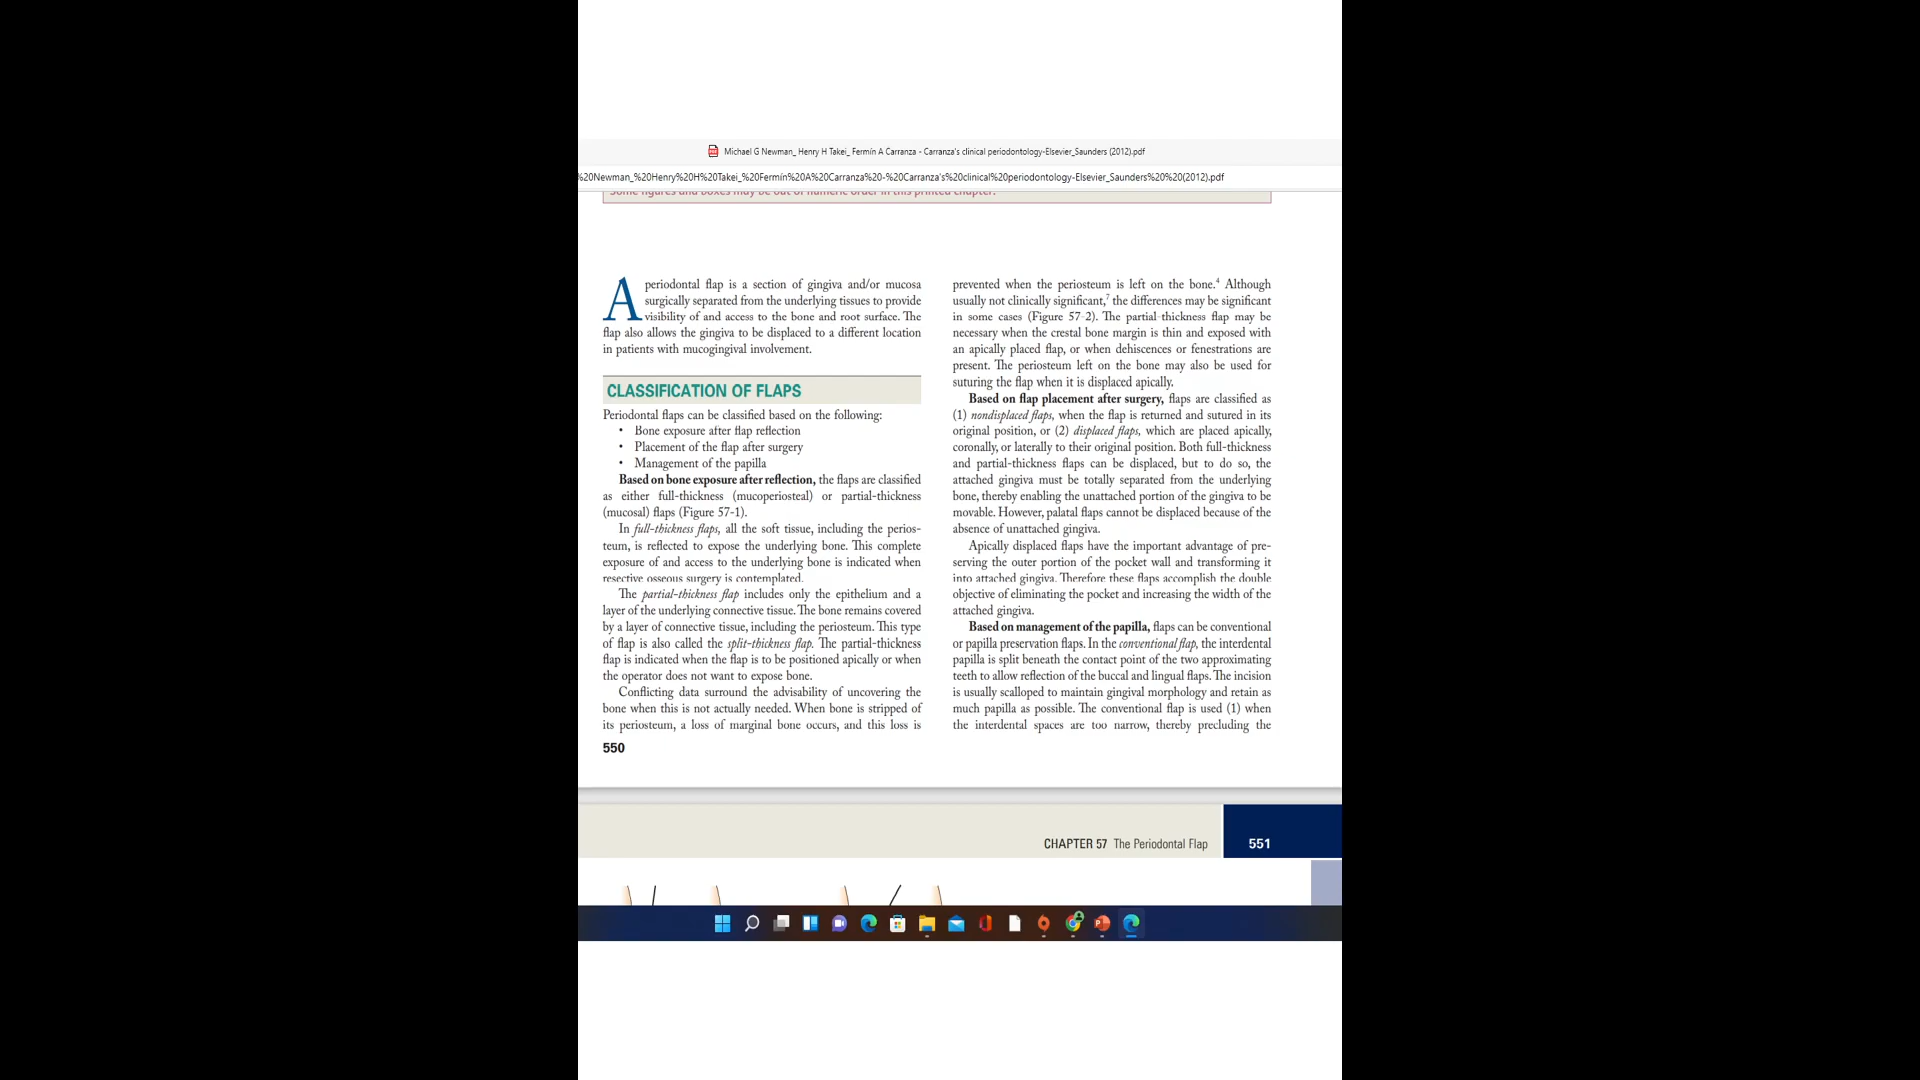 Michael G Newman_ Henry H Takei_ Fermín A Carranza - Carranza's clinical periodontology-Elsevier_Saunders (2012).pdf
%20Newman_%20Henry%20H%20Takei_%20Fermín%20A%20Carranza%20-%20Carranza's%20clinical%20periodontology-Elsevier_Saunders%20%20(2012).pdf
Some figures and boxes may be out of numeric order in this printed chapter.
A periodontal flap is a section of gingiva and/or mucosa
surgically separated from the underlying tissues to provide
visibility of and access to the bone and root surface. The
flap also allows the gingiva to be displaced to a different location
in patients with mucogingival involvement.
CLASSIFICATION OF FLAPS
Periodontal flaps can be classified based on the following:
• Bone exposure after flap reflection
• Placement of the flap after surgery
• Management of the papilla
Based on bone exposure after reflection, the flaps are classified
as either full-thickness (mucoperiosteal) or partial-thickness
(mucosal) flaps (Figure 57-1).
In full-thickness flaps, all the soft tissue, including the perios-
teum, is reflected to expose the underlying bone. This complete
exposure of and access to the underlying bone is indicated when
resective osseous surgery is contemplated.
The partial-thickness flap includes only the epithelium and a
layer of the underlying connective tissue. The bone remains covered
by a layer of connective tissue, including the periosteum. This type
of flap is also called the split-thickness flap. The partial-thickness
flap is indicated when the flap is to be positioned apically or when
the operator does not want to expose bone.
Conflicting data surround the advisability of uncovering the
bone when this is not actually needed. When bone is stripped of
its periosteum, a loss of marginal bone occurs, and this loss is
550
prevented when the periosteum is left on the bone.4 Although
usually not clinically significant,7 the differences may be significant
in some cases (Figure 57-2). The partial-thickness flap may be
necessary when the crestal bone margin is thin and exposed with
an apically placed flap, or when dehiscences or fenestrations are
present. The periosteum left on the bone may also be used for
suturing the flap when it is displaced apically.
Based on flap placement after surgery, flaps are classified as
(1) nondisplaced flaps, when the flap is returned and sutured in its
original position, or (2) displaced flaps, which are placed apically,
coronally, or laterally to their original position. Both full-thickness
and partial-thickness flaps can be displaced, but to do so, the
attached gingiva must be totally separated from the underlying
bone, thereby enabling the unattached portion of the gingiva to be
movable. However, palatal flaps cannot be displaced because of the
absence of unattached gingiva.
Apically displaced flaps have the important advantage of pre-
serving the outer portion of the pocket wall and transforming it
into attached gingiva. Therefore these flaps accomplish the double
objective of eliminating the pocket and increasing the width of the
attached gingiva.
Based on management of the papilla, flaps can be conventional
or papilla preservation flaps. In the conventional flap, the interdental
papilla is split beneath the contact point of the two approximating
teeth to allow reflection of the buccal and lingual flaps. The incision
is usually scalloped to maintain gingival morphology and retain as
much papilla as possible. The conventional flap is used (1) when
the interdental spaces are too narrow, thereby precluding the
CHAPTER 57 The Periodontal Flap 551